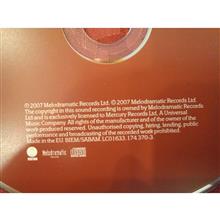 ℗ 2007 Melodramatic Records Ltd. © 2007 Melodramatic Records Ltd.
The copyright in this sound recording is owned by Melodramatic Records
Ltd and is exclusively licensed to Mercury Records Ltd. A Universal
Music Company. All rights of the manufacturer and of the owner of the
work produced reserved. Unauthorised copying, hiring, lending, public
performance and broadcasting of the recorded work prohibited.
Made in the EU. BIEM/SABAM. LC01633. 174 370-3
Melodramatic